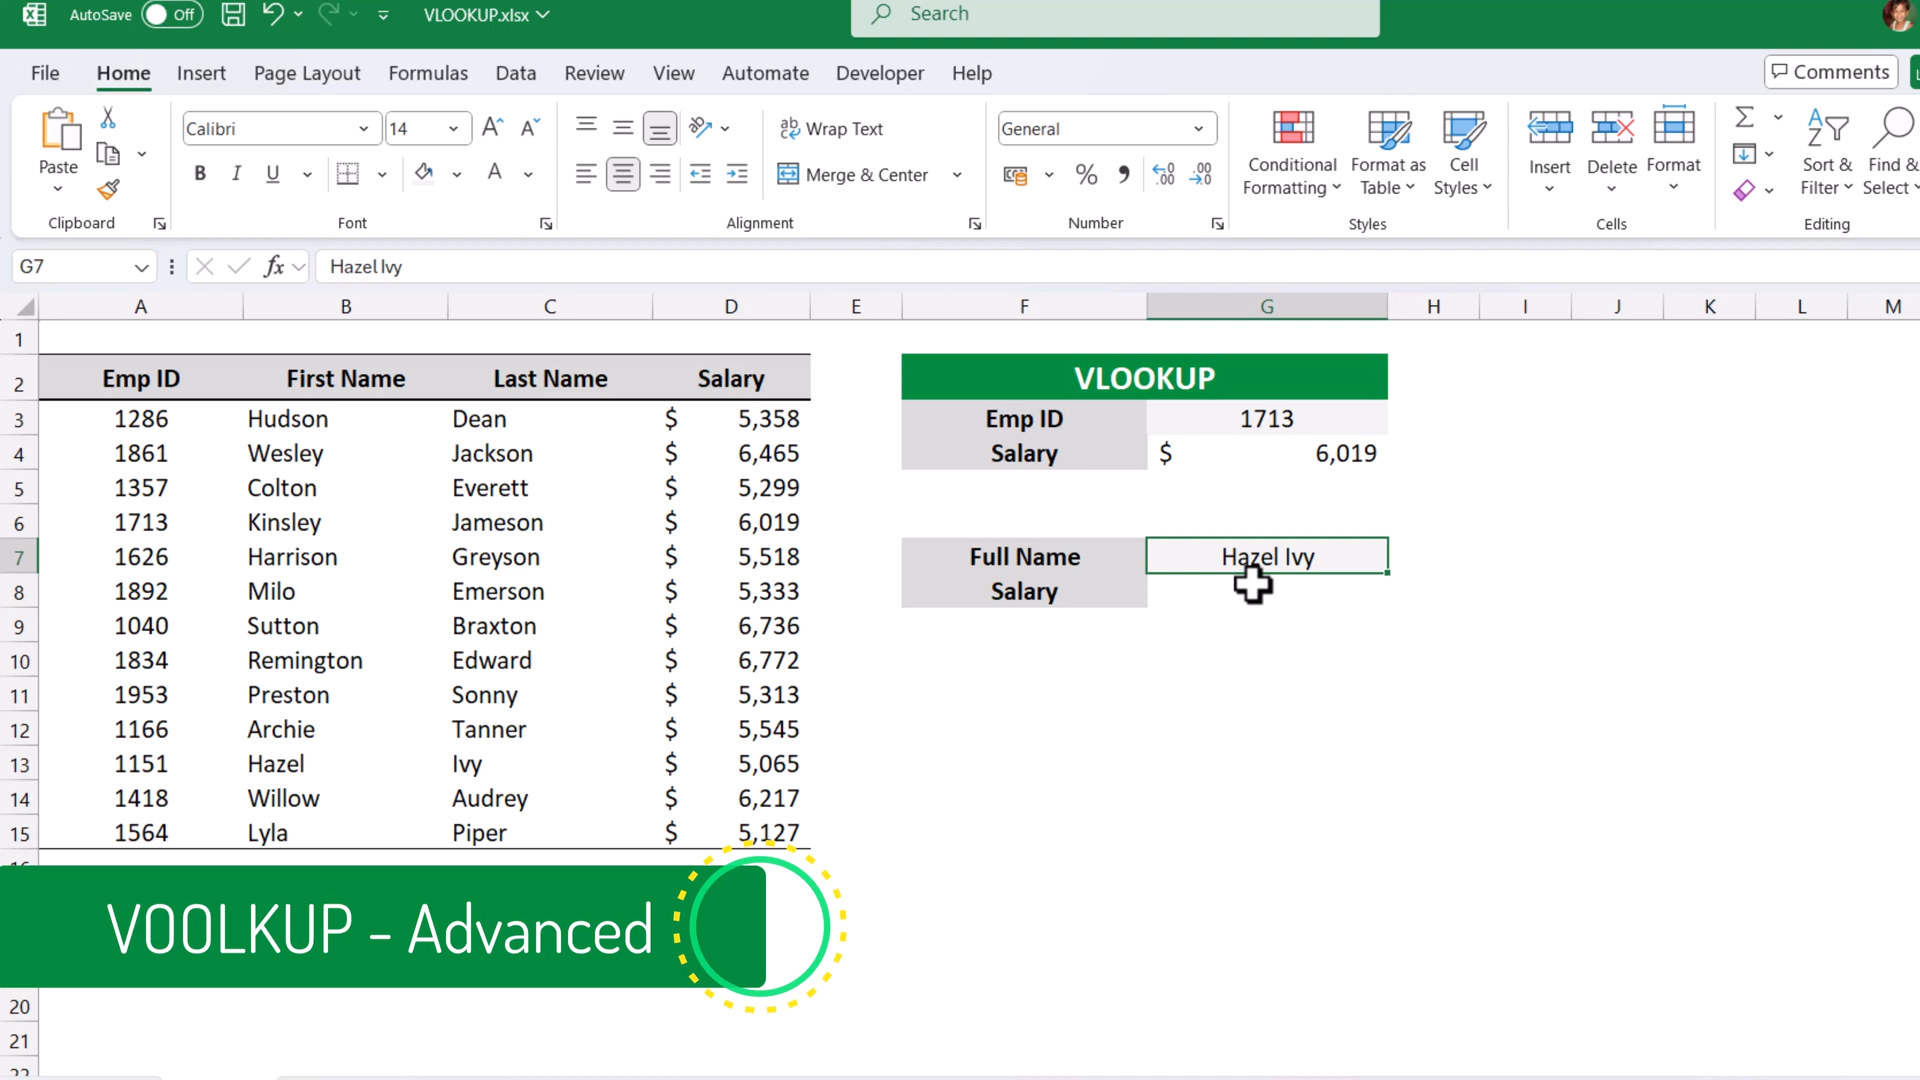 AutoSave Off VLOOKUP.xlsx Search
File Home Insert Page Layout Formulas Data Review View Automate Developer Help Comments
Paste Calibri 14 Wrap Text General Conditional Formatting Format as Table Cell Styles Insert Delete Format Sort & Filter Find & Select
B I U Merge & Center
Clipboard Font Alignment Number Styles Cells Editing
G7 fx Hazel Ivy
A B C D E F G H I J K L M
1
2 Emp ID First Name Last Name Salary VLOOKUP
3 1286 Hudson Dean $ 5,358 Emp ID 1713
4 1861 Wesley Jackson $ 6,465 Salary $ 6,019
5 1357 Colton Everett $ 5,299
6 1713 Kinsley Jameson $ 6,019
7 1626 Harrison Greyson $ 5,518 Full Name Hazel Ivy
8 1892 Milo Emerson $ 5,333 Salary
9 1040 Sutton Braxton $ 6,736
10 1834 Remington Edward $ 6,772
11 1953 Preston Sonny $ 5,313
12 1166 Archie Tanner $ 5,545
13 1151 Hazel Ivy $ 5,065
14 1418 Willow Audrey $ 6,217
15 1564 Lyla Piper $ 5,127
VOOLKUP - Advanced
20
21